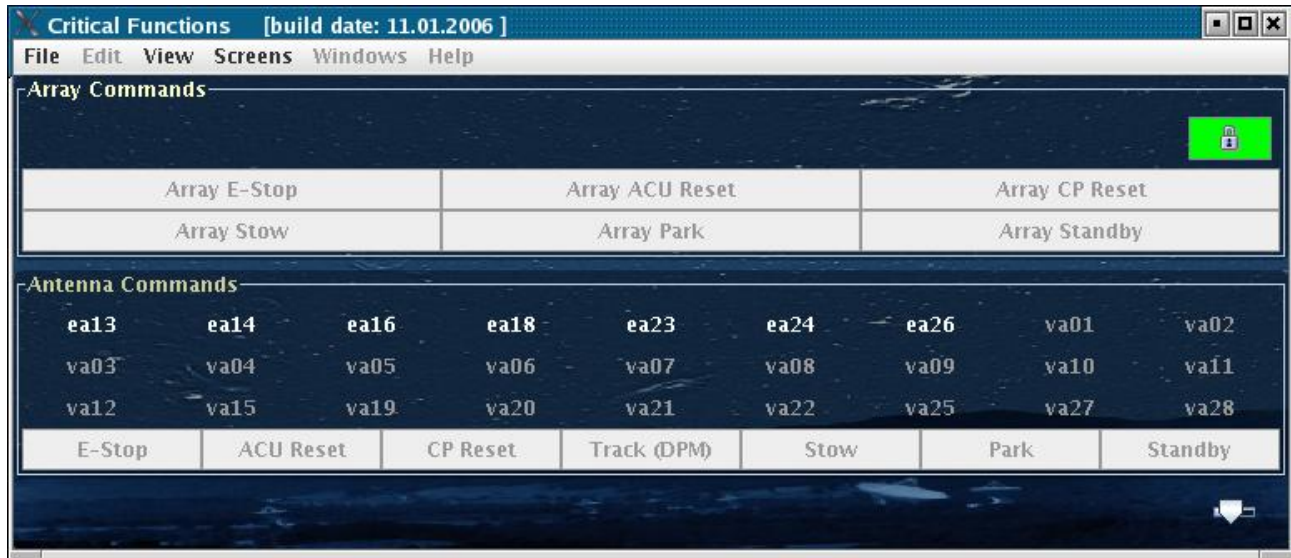 Critical Functions [build date: 11.01.2006 ]
File Edit View Screens Windows Help
Array Commands
Array E-Stop Array ACU Reset Array CP Reset
Array Stow Array Park Array Standby
Antenna Commands
ea13 ea14 ea16 ea18 ea23 ea24 ea26 va01 va02
va03 va04 va05 va06 va07 va08 va09 va10 va11
va12 va15 va19 va20 va21 va22 va25 va27 va28
E-Stop ACU Reset CP Reset Track (DPM) Stow Park Standby